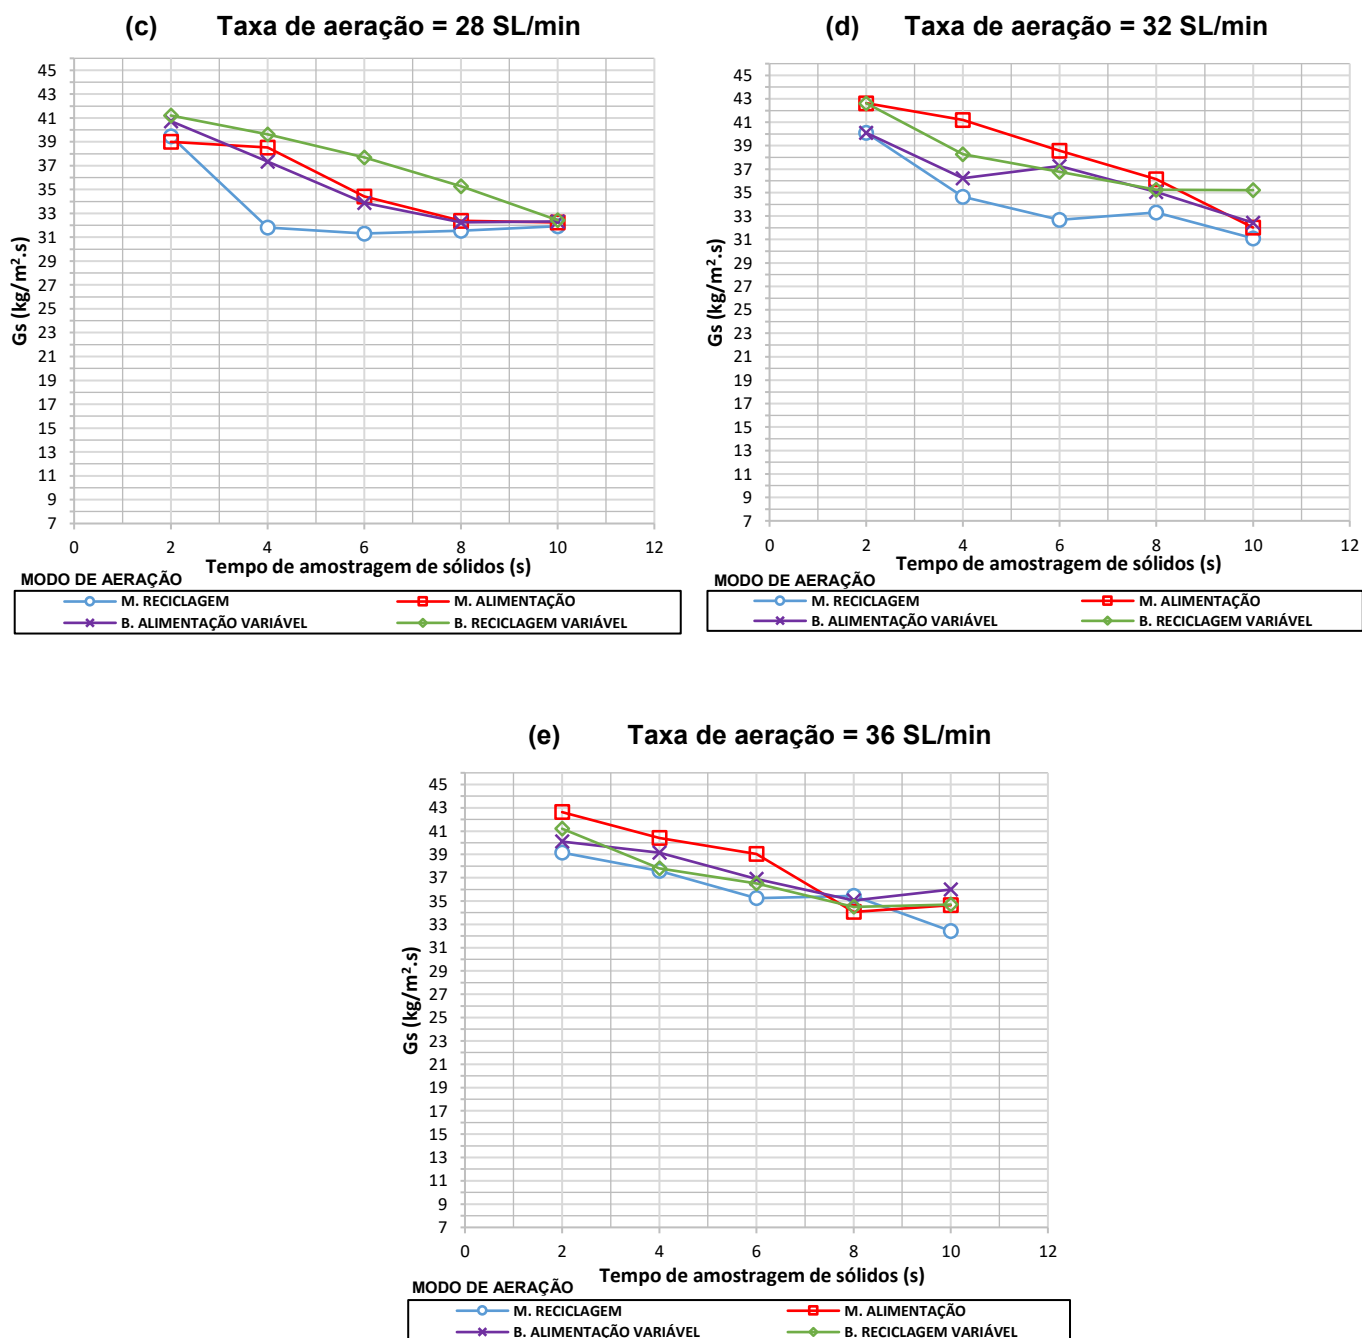 (c) Taxa de aeração = 28 SL/min
45
43
41
39
37
35
33
31
29
27
25
23
21
19
17
15
13
11
9
7
Gs (kg/m².s)
0 2 4 6 8 10 12
Tempo de amostragem de sólidos (s)
MODO DE AERAÇÃO
M. RECICLAGEM M. ALIMENTAÇÃO
B. ALIMENTAÇÃO VARIÁVEL B. RECICLAGEM VARIÁVEL
(d) Taxa de aeração = 32 SL/min
45
43
41
39
37
35
33
31
29
27
25
23
21
19
17
15
13
11
9
7
Gs (kg/m².s)
0 2 4 6 8 10 12
Tempo de amostragem de sólidos (s)
MODO DE AERAÇÃO
M. RECICLAGEM M. ALIMENTAÇÃO
B. ALIMENTAÇÃO VARIÁVEL B. RECICLAGEM VARIÁVEL
(e) Taxa de aeração = 36 SL/min
45
43
41
39
37
35
33
31
29
27
25
23
21
19
17
15
13
11
9
7
Gs (kg/m².s)
0 2 4 6 8 10 12
Tempo de amostragem de sólidos (s)
MODO DE AERAÇÃO
M. RECICLAGEM M. ALIMENTAÇÃO
B. ALIMENTAÇÃO VARIÁVEL B. RECICLAGEM VARIÁVEL